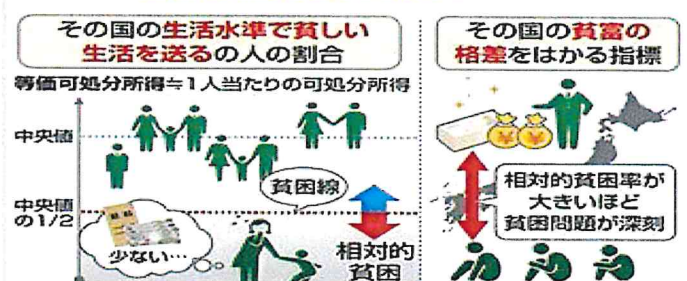 その国の生活水準で貧しい
生活を送るの人の割合
等価可処分所得≒1人当たりの可処分所得
中央値
中央値
の1/2
貧困線
少ない…
相対的
貧困
その国の貧富の
格差をはかる指標
¥ ¥
相対的貧困率が
大きいほど
貧困問題が深刻